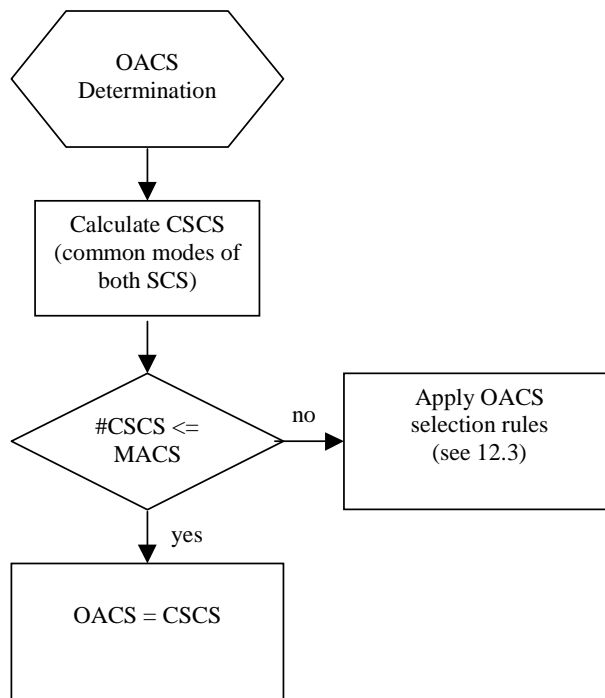 OACS
Determination
Calculate CSCS
(common modes of
both SCS)
#CSCS <=
MACS
no
Apply OACS
selection rules
(see 12.3)
yes
OACS = CSCS